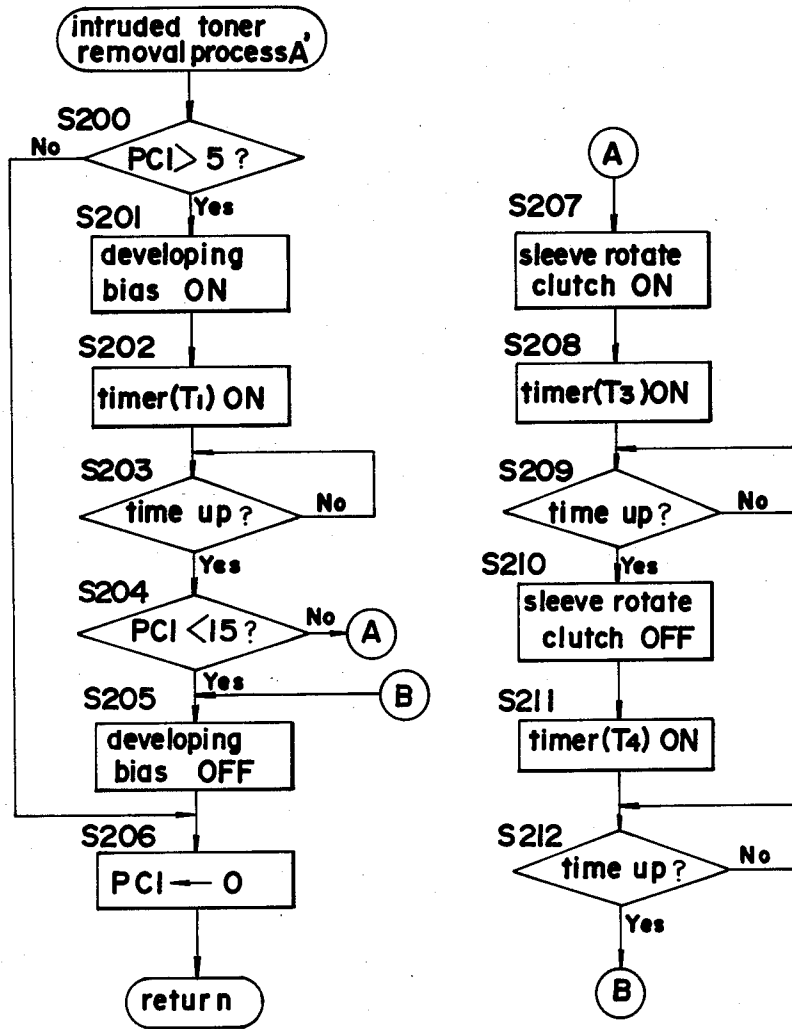 intruded toner
removal process A'
S200
PCI > 5 ?
No
Yes
S201
developing
bias ON
S202
timer(T1) ON
S203
time up ?
No
Yes
S204
PCI < 15 ?
No
A
Yes
B
S205
developing
bias OFF
S206
PCI ← 0
return
A
S207
sleeve rotate
clutch ON
S208
timer(T3) ON
S209
time up ?
No
Yes
S210
sleeve rotate
clutch OFF
S211
timer(T4) ON
S212
time up ?
No
Yes
B